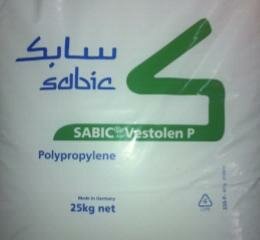 سابك
sabic
SABIC Vestolen P
Polypropylene
Made in Germany
25kg net